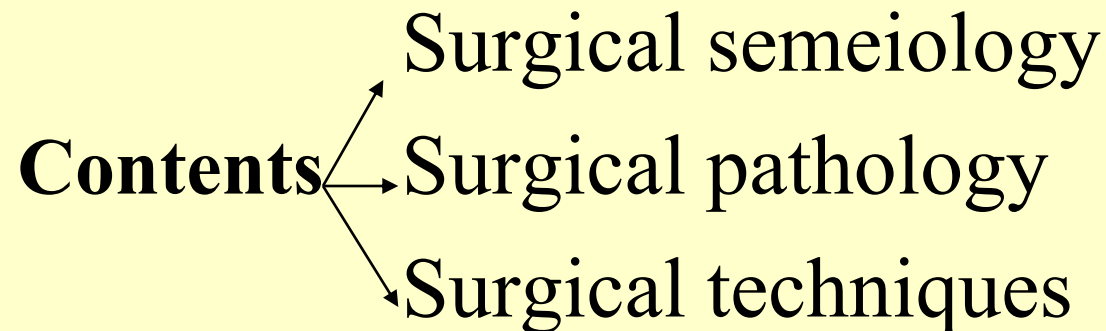 Surgical semeiology
Contents Surgical pathology
Surgical techniques